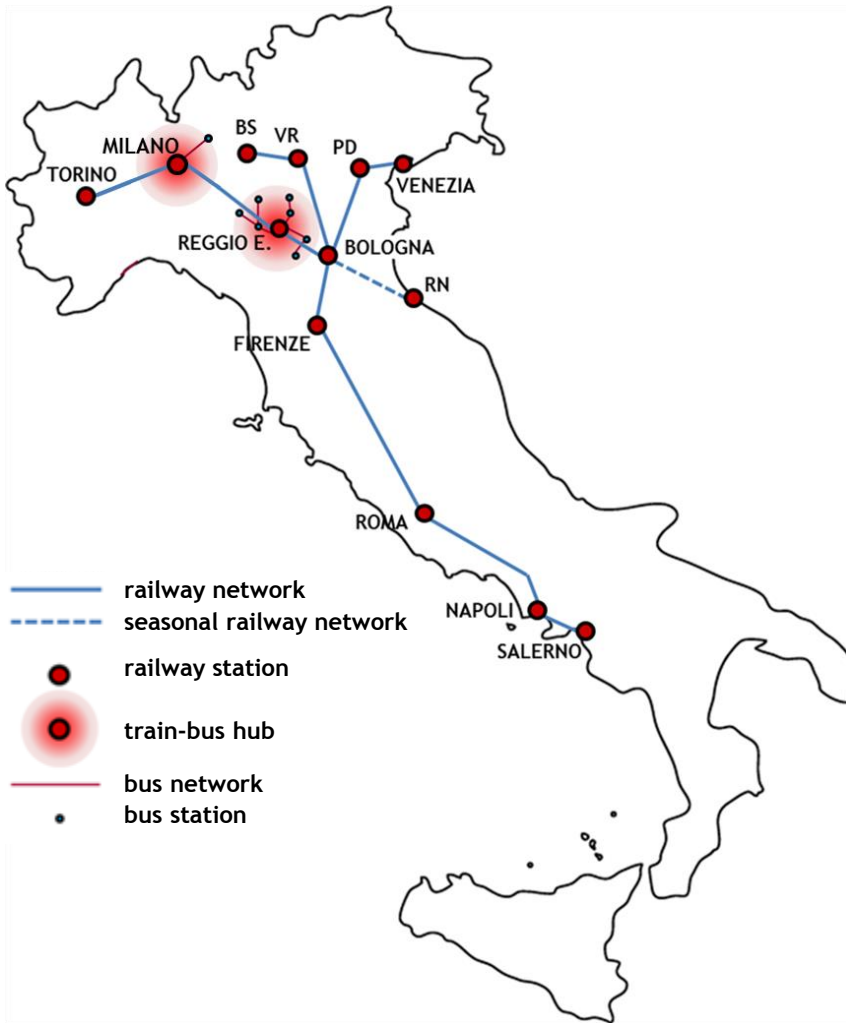 BS
VR
MILANO
PD
TORINO
VENEZIA
REGGIO E.
BOLOGNA
RN
FIRENZE
ROMA
NAPOLI
SALERNO
railway network
seasonal railway network
railway station
train-bus hub
bus network
bus station